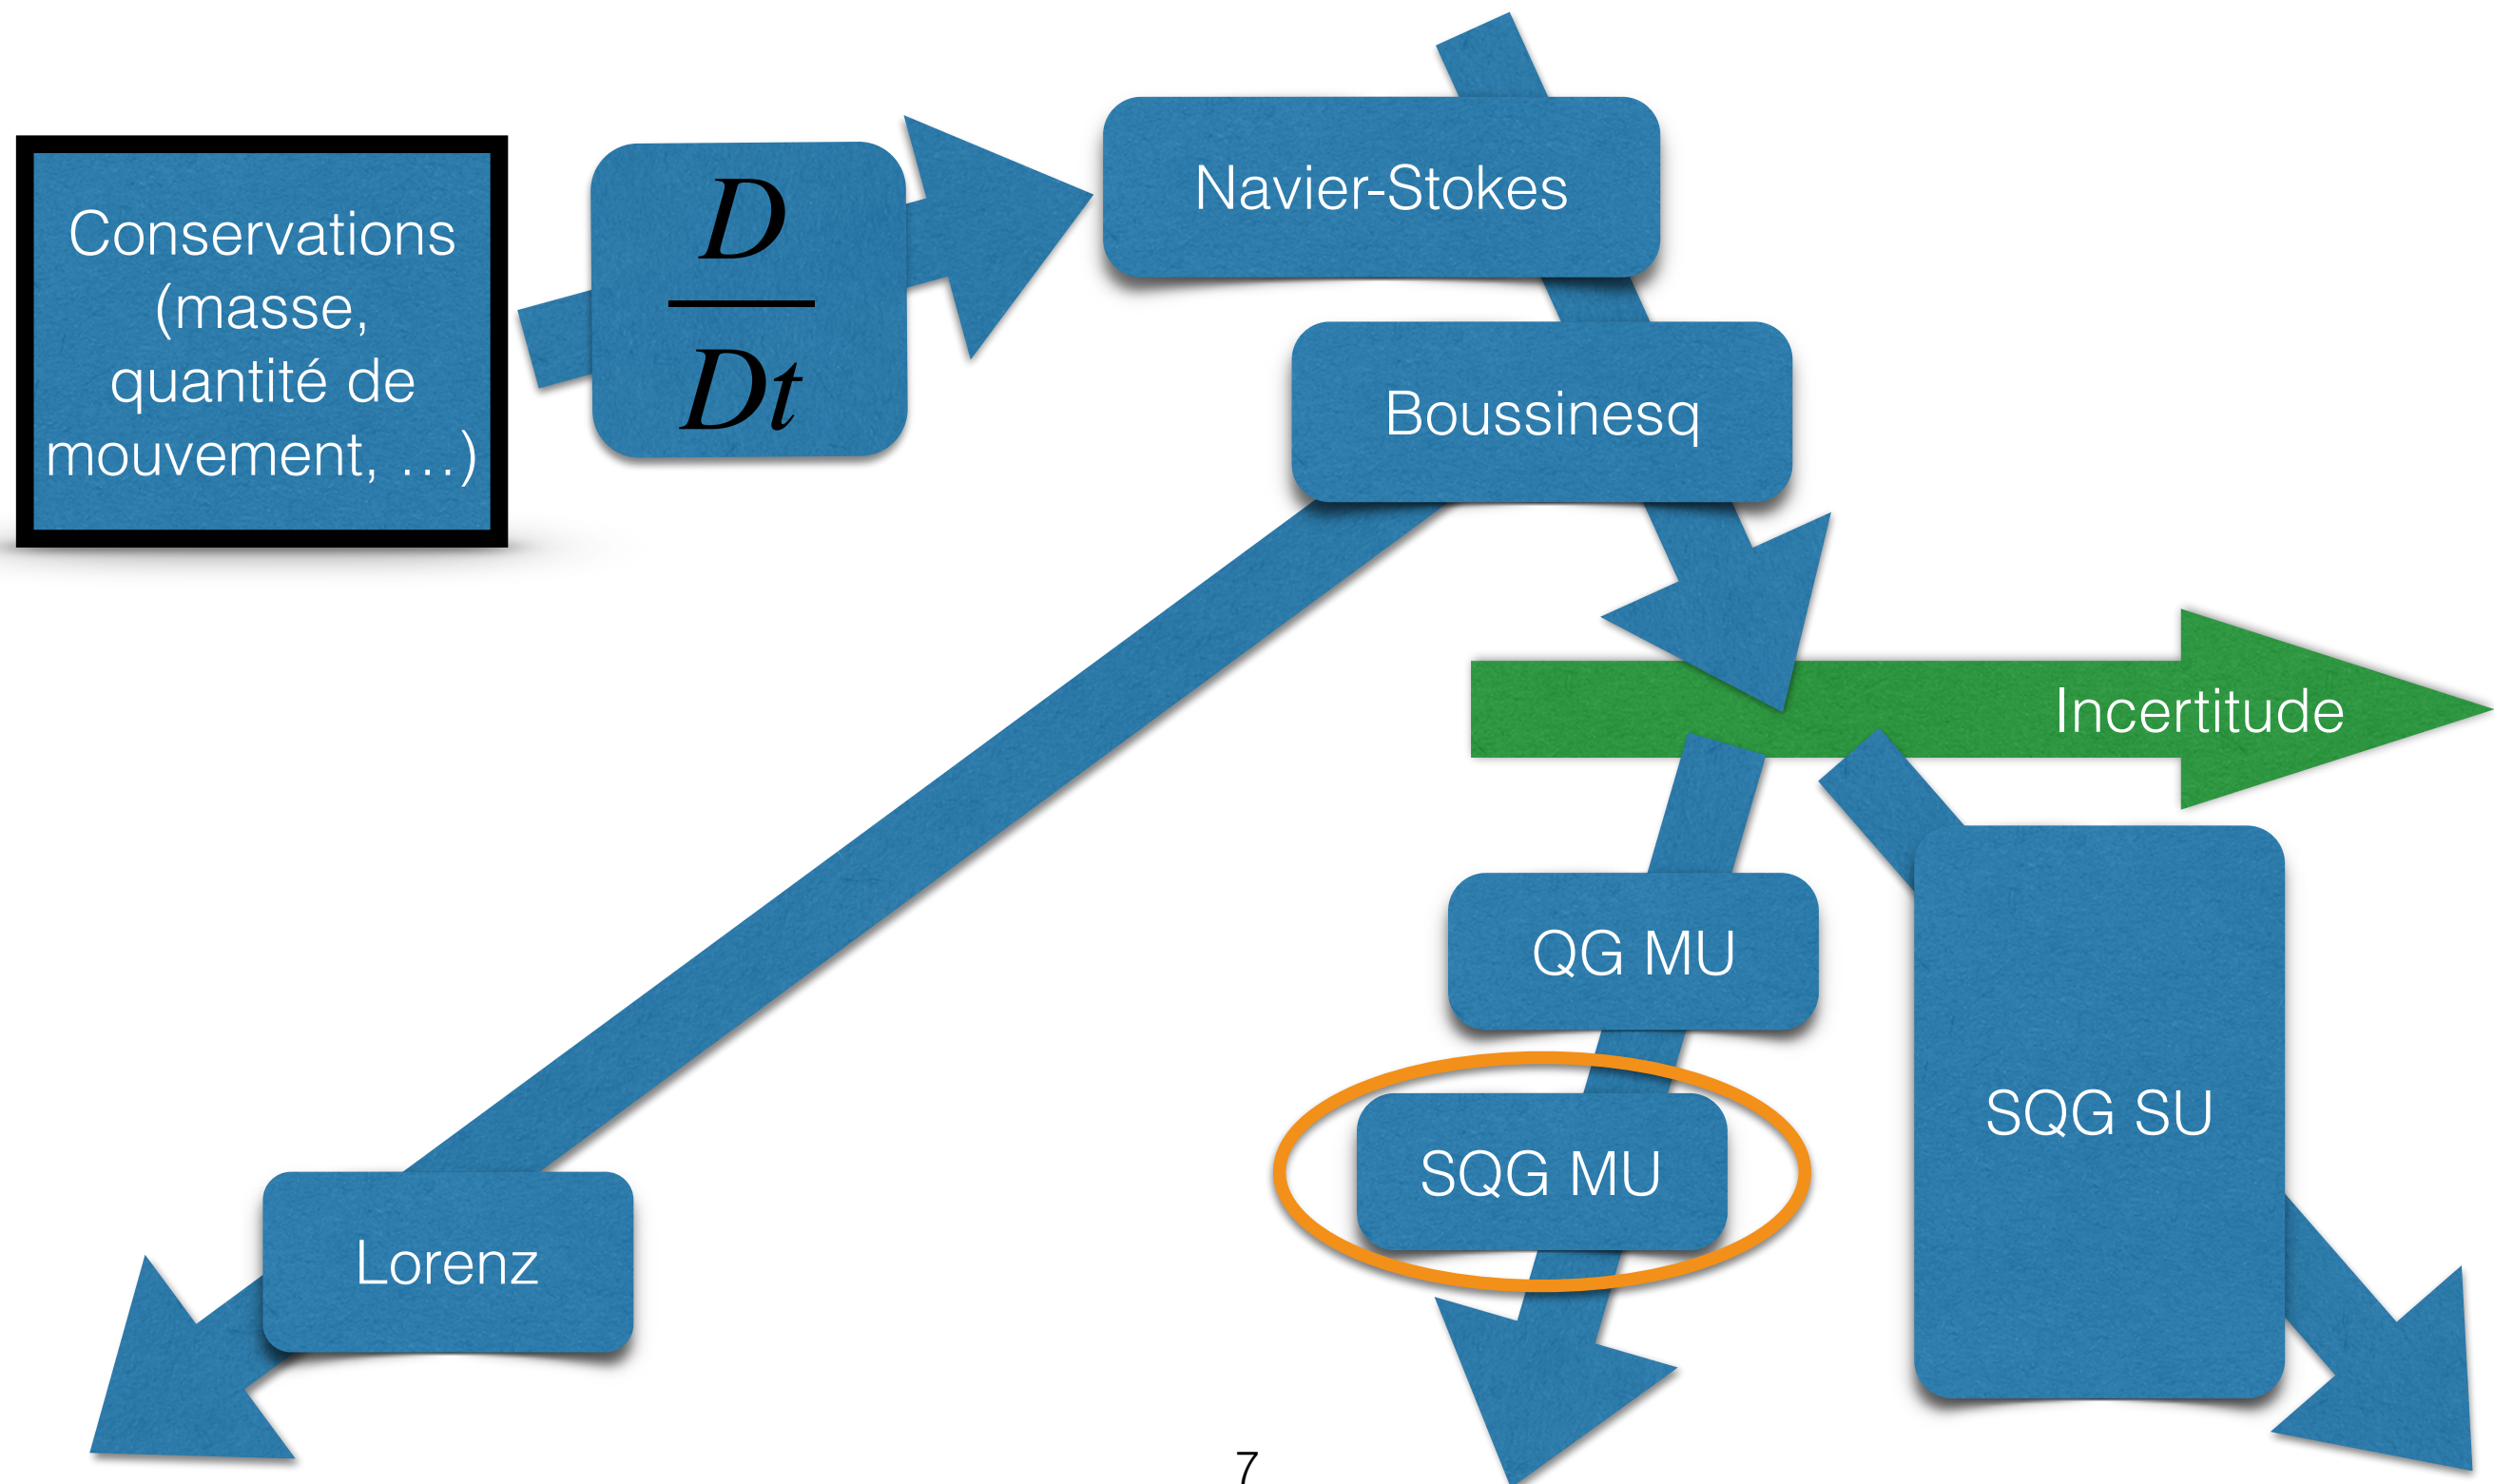 Conservations
(masse,
quantité de
mouvement, …)
D
Dt
Navier-Stokes
Boussinesq
Incertitude
QG MU
SQG MU
SQG SU
Lorenz
7